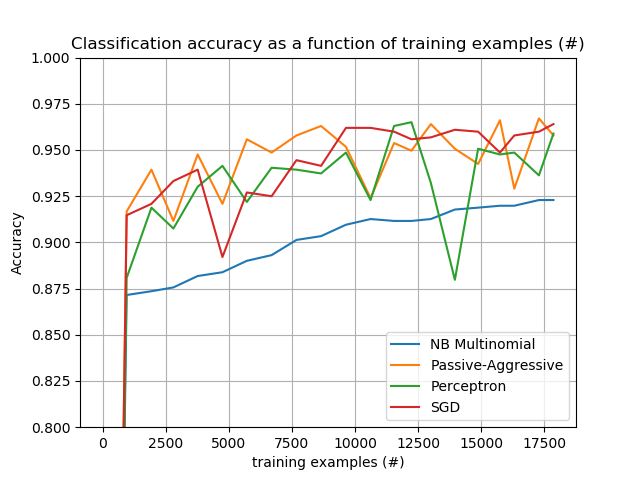 Classification accuracy as a function of training examples (#)
1.000
0.975
0.950
0.925
0.900
0.875
0.850
0.825
0.800
Accuracy
NB Multinomial
Passive-Aggressive
Perceptron
SGD
0 2500 5000 7500 10000 12500 15000 17500
training examples (#)